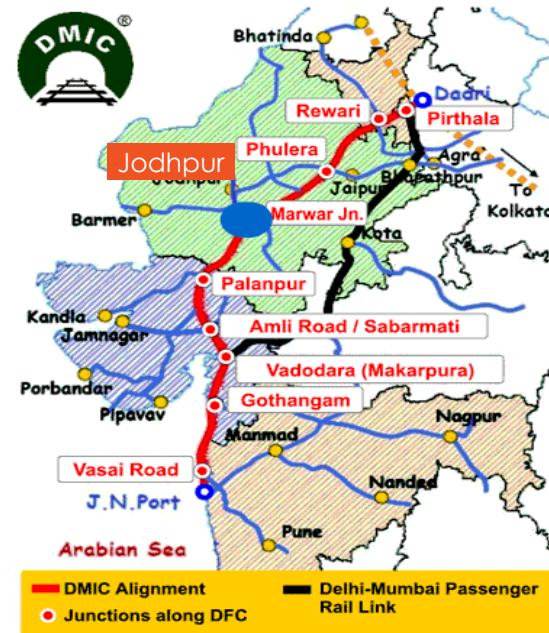 DMIC
®
Bhatinda
Dadri
Rewari
Pirthala
Phulera
Agra
Jodhpur
Jodhpur
Jaipur
Bharathpur
To
Kolkata
Barmer
Marwar Jn.
Kota
Palanpur
Kandla
Jamnagar
Amli Road / Sabarmati
Vadodara (Makarpura)
Porbandar
Pipavav
Gothangam
Nagpur
Manmad
Vasai Road
Nanded
J.N.Port
Pune
Arabian Sea
DMIC Alignment
Delhi-Mumbai Passenger
Rail Link
Junctions along DFC